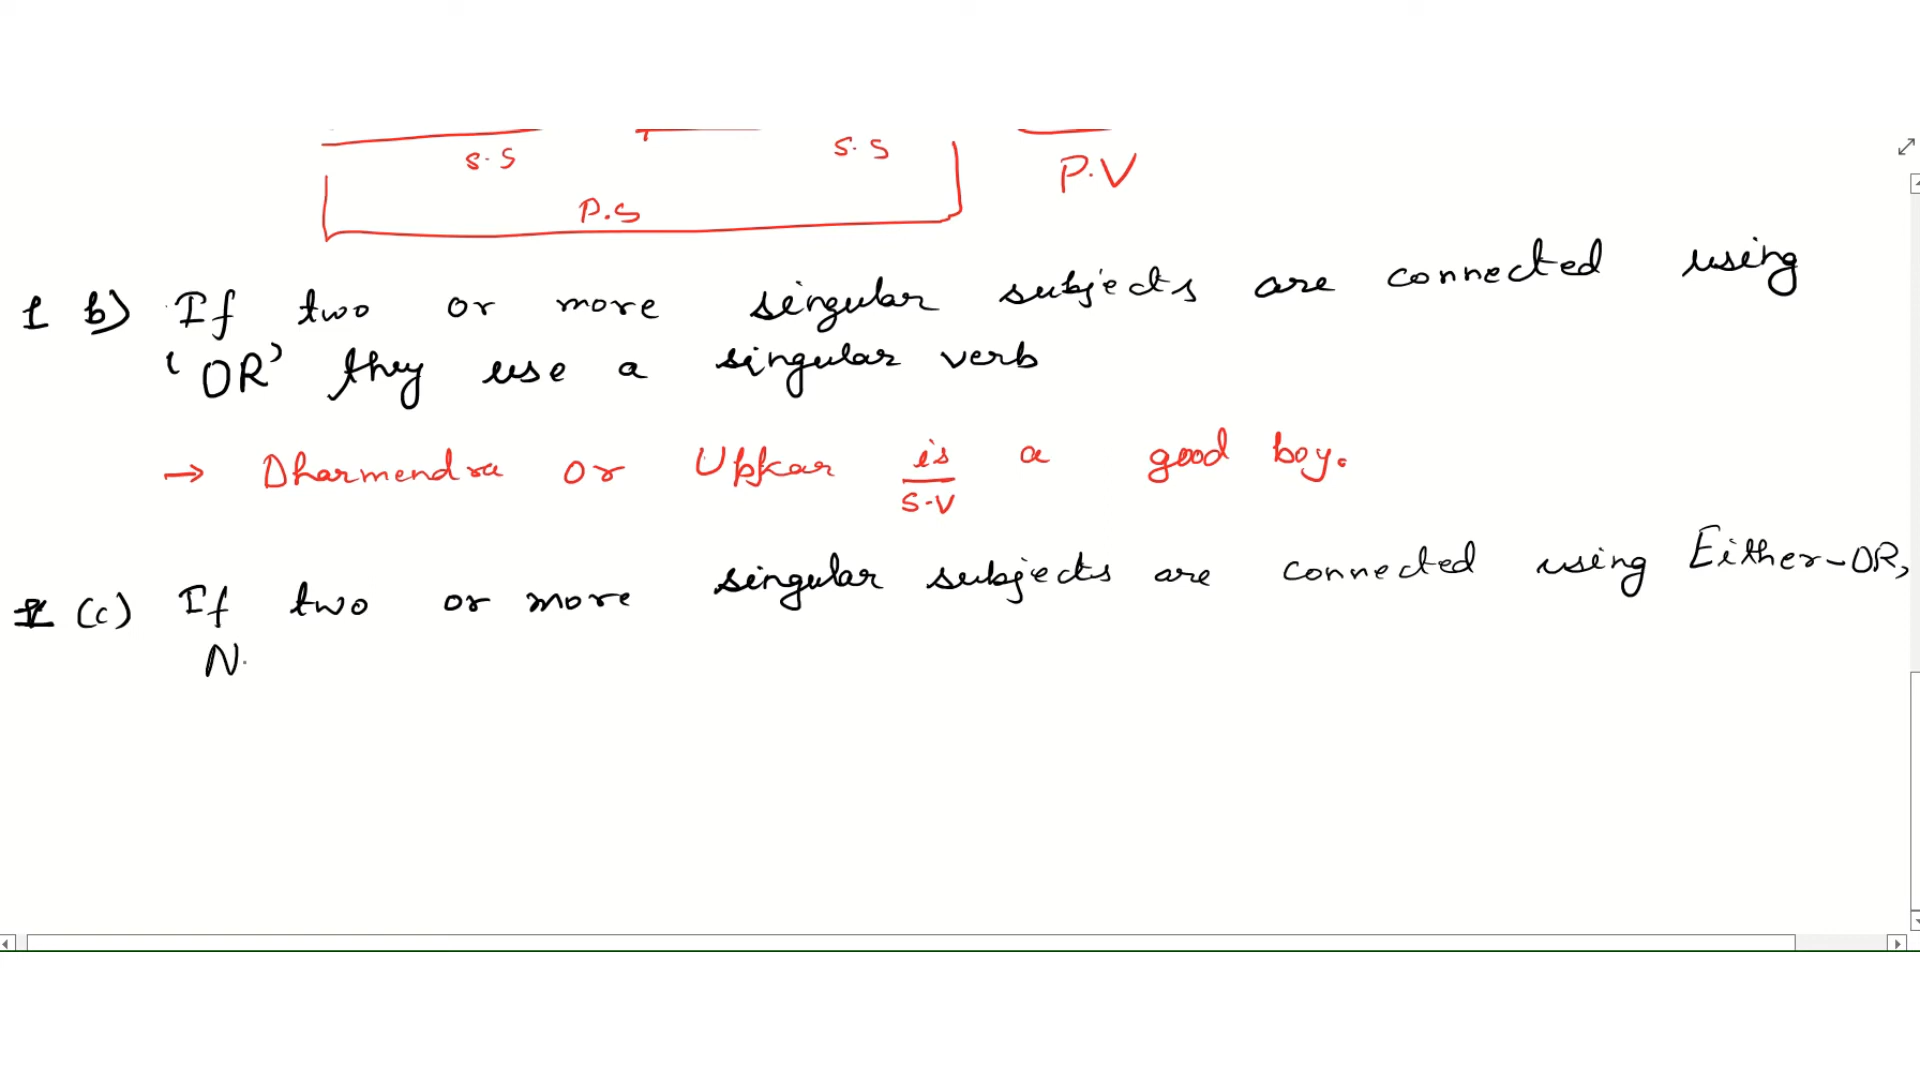 S.S S.S
P.V
P.S
1 b) If two or more singular subjects are connected using
'OR' they use a singular verb
→ Dharmendra or Upkar is a good boy.
S.V
1 (c) If two or more singular subjects are connected using Either-OR,
N.